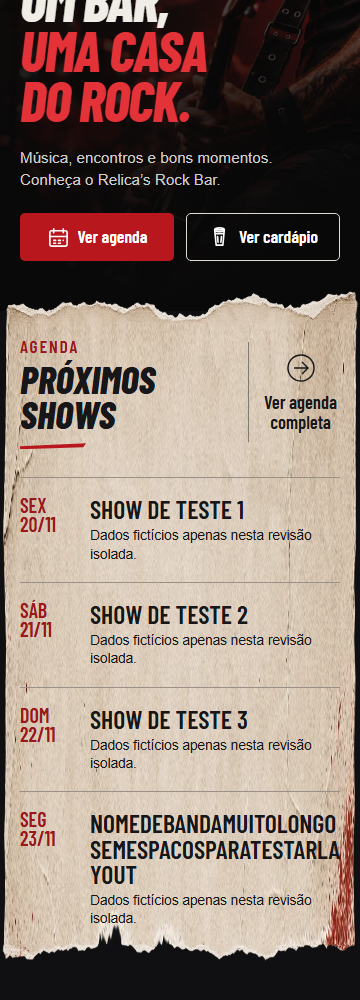 UM BAR,
UMA CASA
DO ROCK.
Música, encontros e bons momentos.
Conheça o Relica's Rock Bar.
Ver agenda
Ver cardápio
AGENDA
PRÓXIMOS
SHOWS
Ver agenda
completa
SEX
20/11
SHOW DE TESTE 1
Dados fictícios apenas nesta revisão
isolada.
SÁB
21/11
SHOW DE TESTE 2
Dados fictícios apenas nesta revisão
isolada.
DOM
22/11
SHOW DE TESTE 3
Dados fictícios apenas nesta revisão
isolada.
SEG
23/11
NOMEDEBANDAMUITOLONGO
SEMESPACOSPARATESTARLA
YOUT
Dados fictícios apenas nesta revisão
isolada.